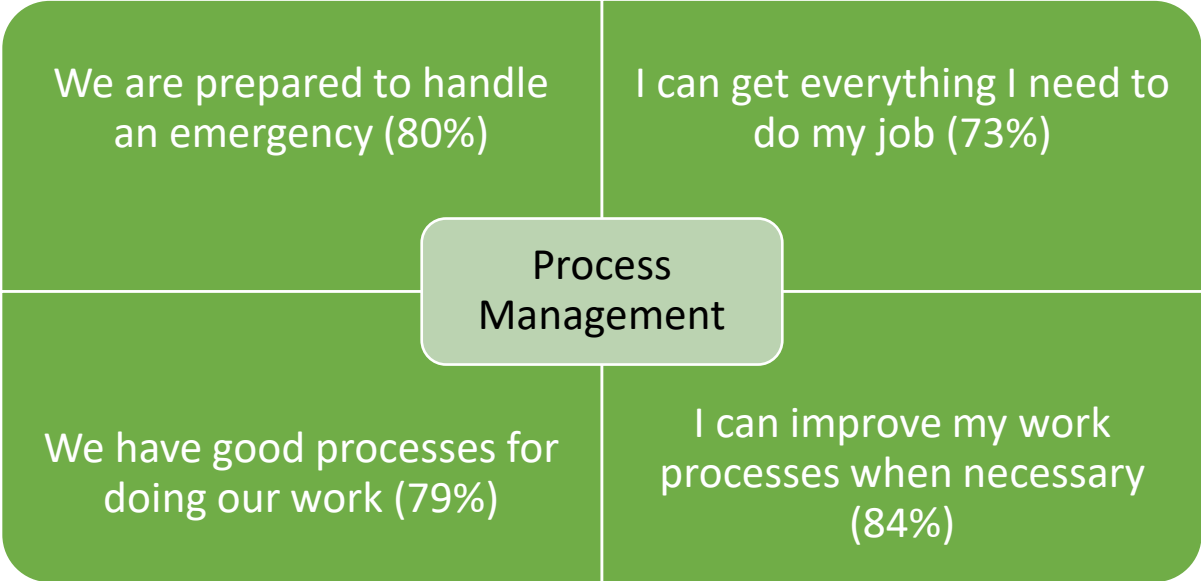 We are prepared to handle
an emergency (80%)
I can get everything I need to
do my job (73%)
Process
Management
We have good processes for
doing our work (79%)
I can improve my work
processes when necessary
(84%)